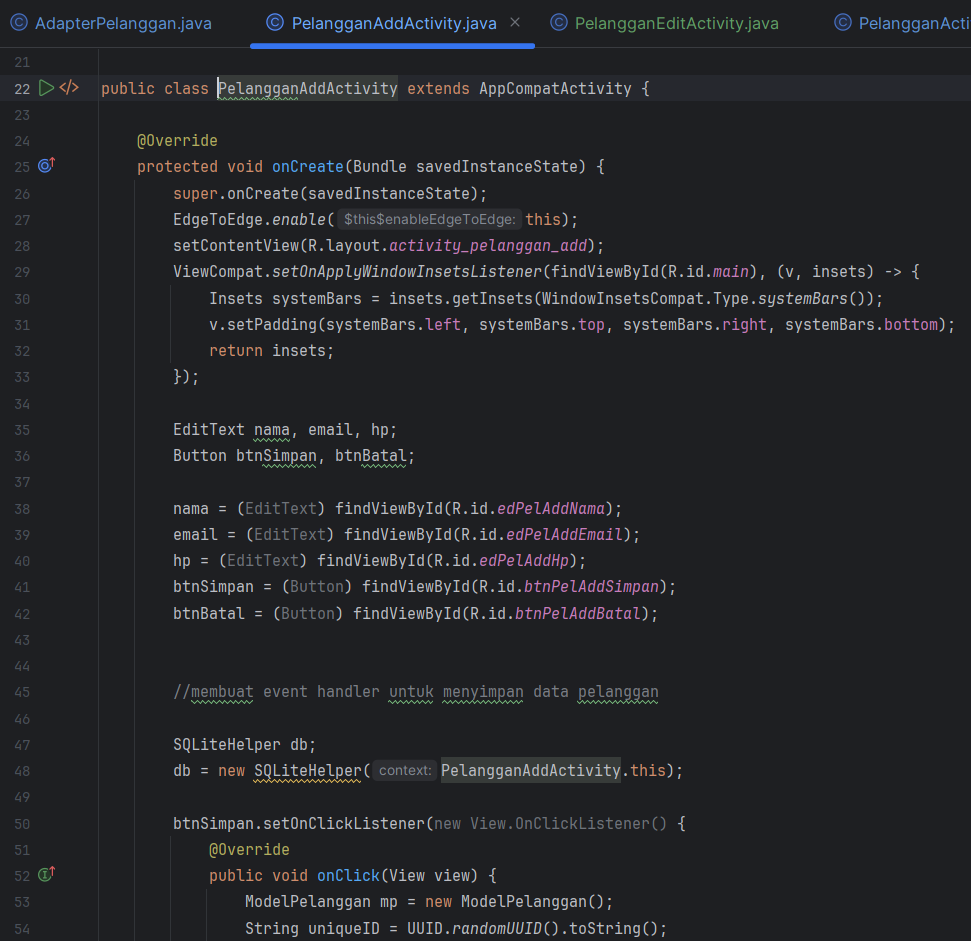 AdapterPelanggan.java PelangganAddActivity.java PelangganEditActivity.java PelangganActi
21
22 public class PelangganAddActivity extends AppCompatActivity {
23
24 @Override
25 protected void onCreate(Bundle savedInstanceState) {
26 super.onCreate(savedInstanceState);
27 EdgeToEdge.enable( $this$enableEdgeToEdge: this);
28 setContentView(R.layout.activity_pelanggan_add);
29 ViewCompat.setOnApplyWindowInsetsListener(findViewById(R.id.main), (v, insets) -> {
30 Insets systemBars = insets.getInsets(WindowInsetsCompat.Type.systemBars());
31 v.setPadding(systemBars.left, systemBars.top, systemBars.right, systemBars.bottom);
32 return insets;
33 });
34
35 EditText nama, email, hp;
36 Button btnSimpan, btnBatal;
37
38 nama = (EditText) findViewById(R.id.edPelAddNama);
39 email = (EditText) findViewById(R.id.edPelAddEmail);
40 hp = (EditText) findViewById(R.id.edPelAddHp);
41 btnSimpan = (Button) findViewById(R.id.btnPelAddSimpan);
42 btnBatal = (Button) findViewById(R.id.btnPelAddBatal);
43
44
45 //membuat event handler untuk menyimpan data pelanggan
46
47 SQLiteHelper db;
48 db = new SQLiteHelper( context: PelangganAddActivity.this);
49
50 btnSimpan.setOnClickListener(new View.OnClickListener() {
51 @Override
52 public void onClick(View view) {
53 ModelPelanggan mp = new ModelPelanggan();
54 String uniqueID = UUID.randomUUID().toString();